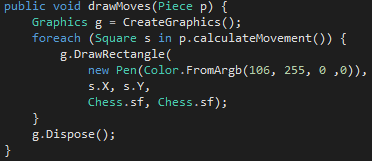 public void drawMoves(Piece p) {
Graphics g = CreateGraphics();
foreach (Square s in p.calculateMovement()) {
g.DrawRectangle(
new Pen(Color.FromArgb(106, 255, 0 ,0)),
s.X, s.Y,
Chess.sf, Chess.sf);
}
g.Dispose();
}